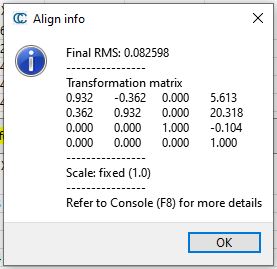 Align info
Final RMS: 0.082598
----------------
Transformation matrix
0.932 -0.362 0.000 5.613
0.362 0.932 0.000 20.318
0.000 0.000 1.000 -0.104
0.000 0.000 0.000 1.000
----------------
Scale: fixed (1.0)
----------------
Refer to Console (F8) for more details
OK